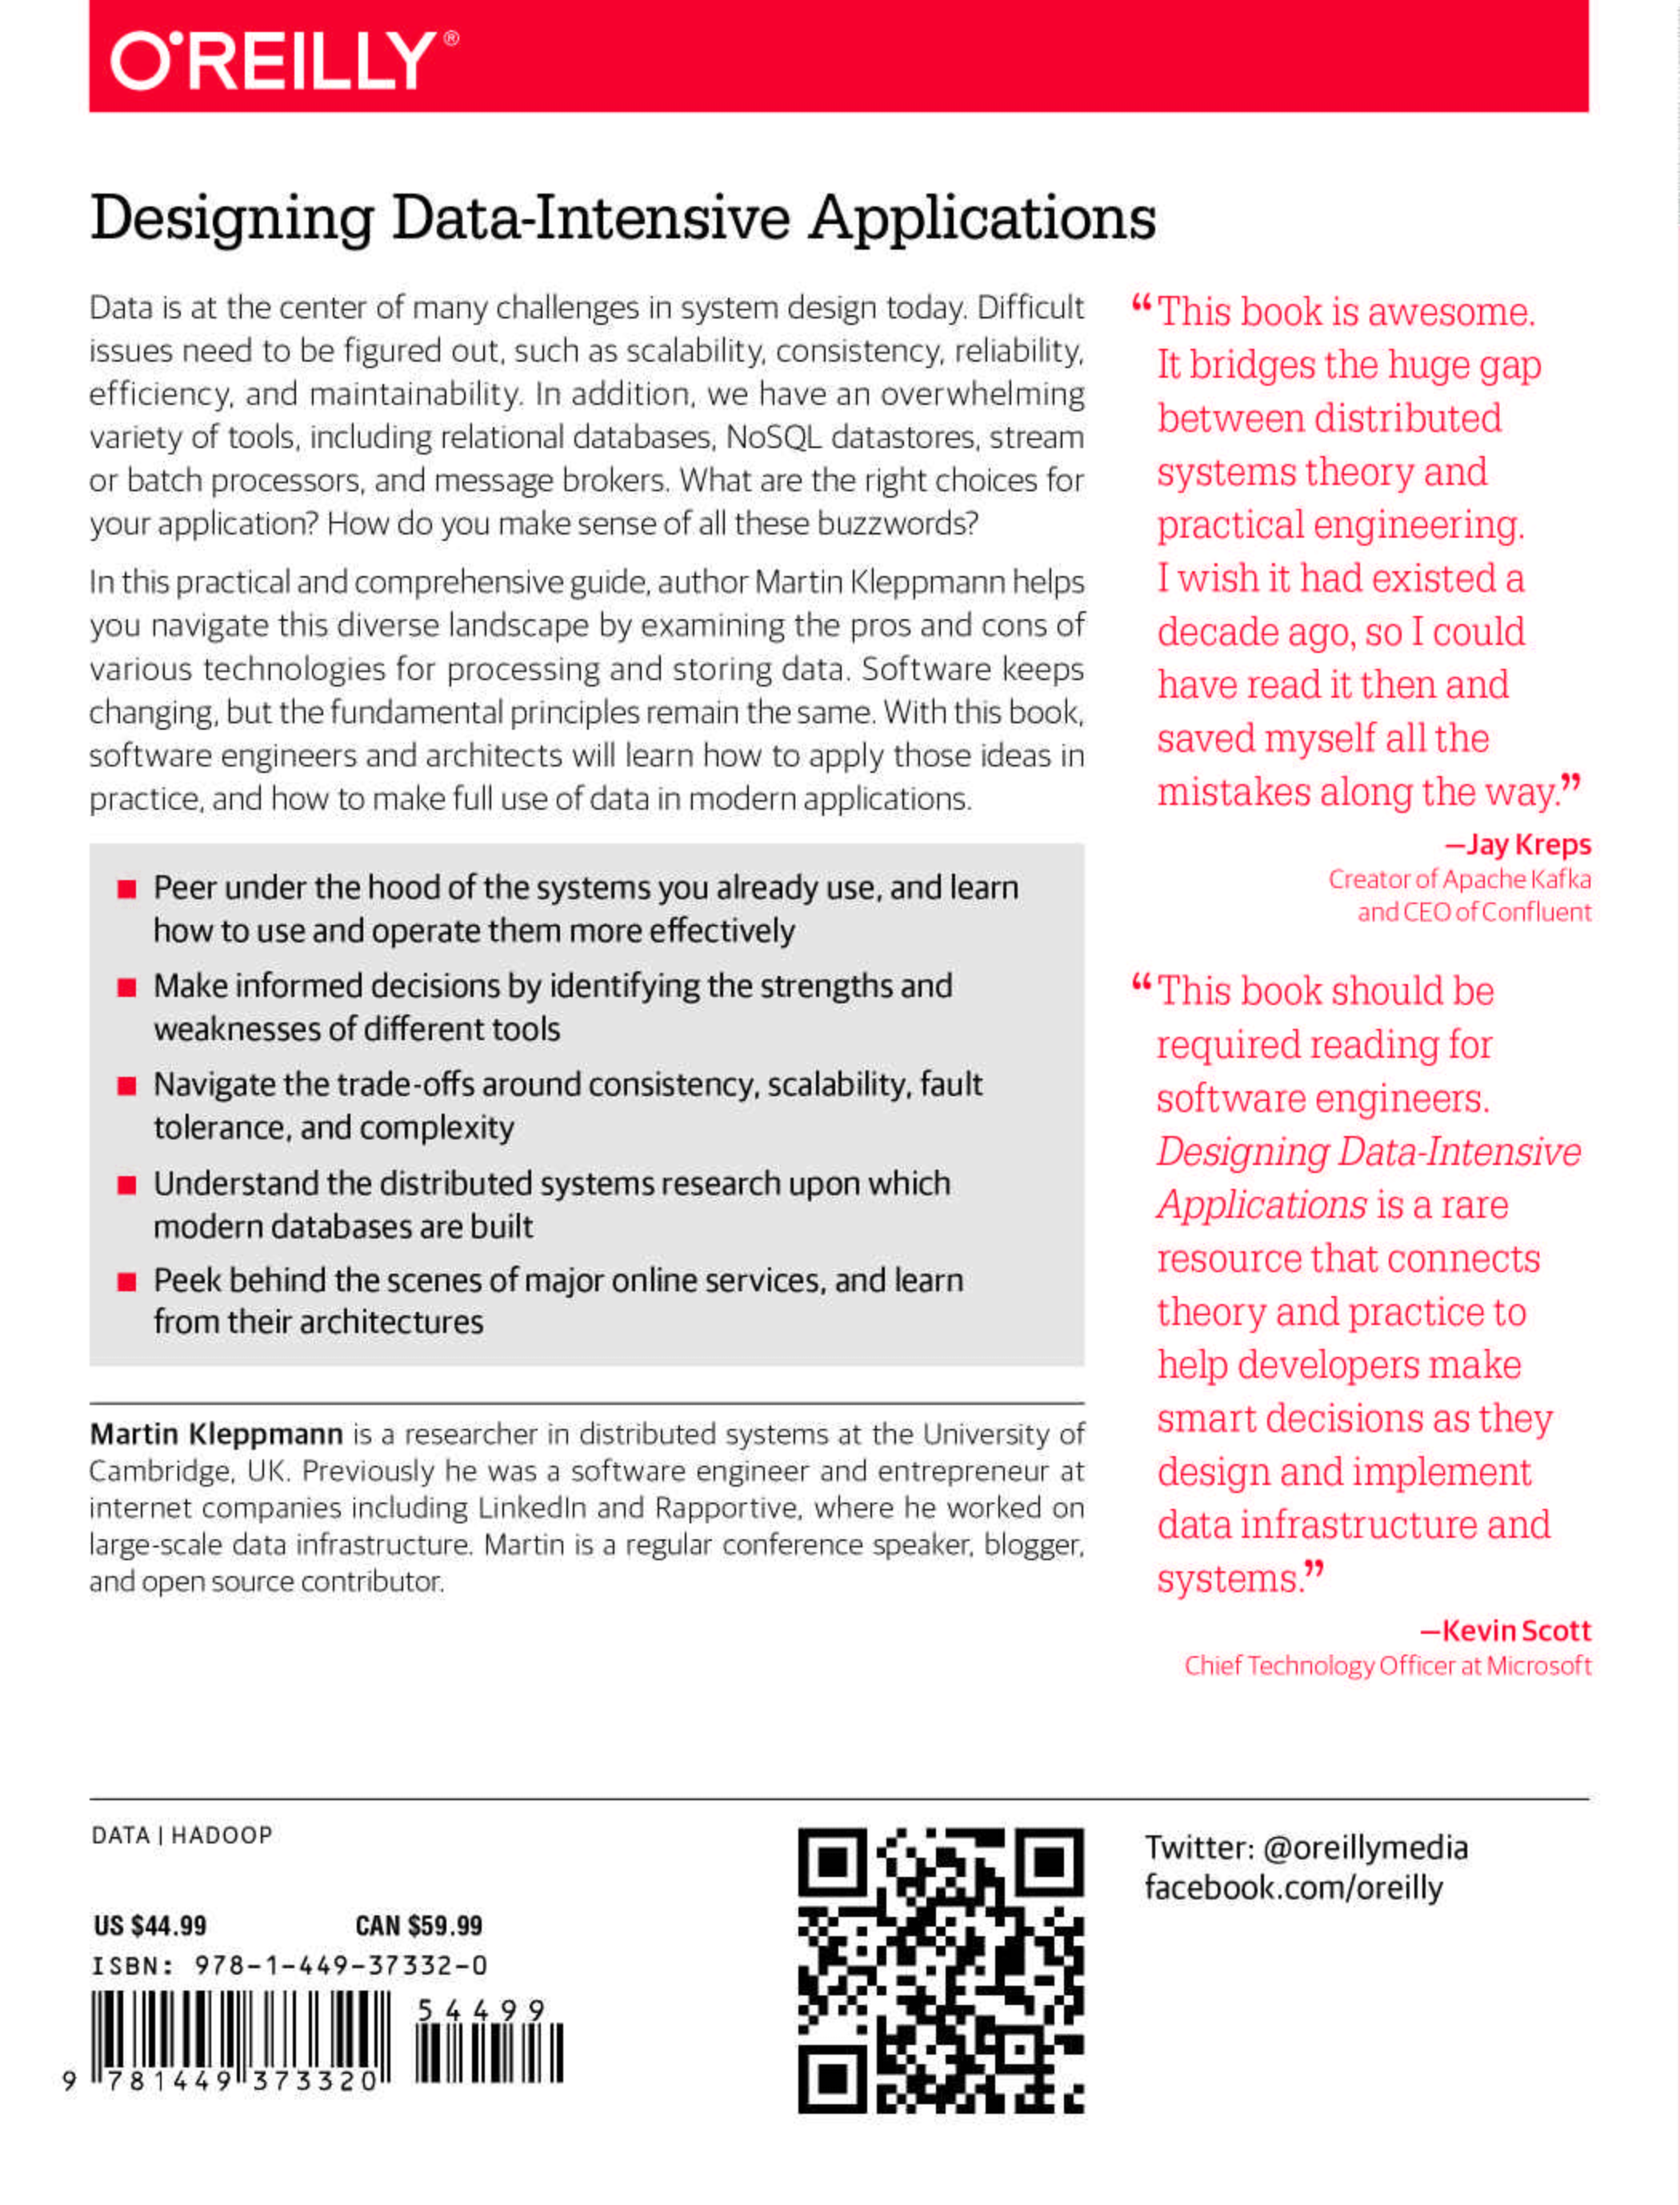 O'REILLY®
Designing Data-Intensive Applications
Data is at the center of many challenges in system design today. Difficult
issues need to be figured out, such as scalability, consistency, reliability,
efficiency, and maintainability. In addition, we have an overwhelming
variety of tools, including relational databases, NoSQL datastores, stream
or batch processors, and message brokers. What are the right choices for
your application? How do you make sense of all these buzzwords?
In this practical and comprehensive guide, author Martin Kleppmann helps
you navigate this diverse landscape by examining the pros and cons of
various technologies for processing and storing data. Software keeps
changing, but the fundamental principles remain the same. With this book,
software engineers and architects will learn how to apply those ideas in
practice, and how to make full use of data in modern applications.
■ Peer under the hood of the systems you already use, and learn
how to use and operate them more effectively
■ Make informed decisions by identifying the strengths and
weaknesses of different tools
■ Navigate the trade-offs around consistency, scalability, fault
tolerance, and complexity
■ Understand the distributed systems research upon which
modern databases are built
■ Peek behind the scenes of major online services, and learn
from their architectures
Martin Kleppmann is a researcher in distributed systems at the University of
Cambridge, UK. Previously he was a software engineer and entrepreneur at
internet companies including LinkedIn and Rapportive, where he worked on
large-scale data infrastructure. Martin is a regular conference speaker, blogger,
and open source contributor.
“This book is awesome.
It bridges the huge gap
between distributed
systems theory and
practical engineering.
I wish it had existed a
decade ago, so I could
have read it then and
saved myself all the
mistakes along the way.”
—Jay Kreps
Creator of Apache Kafka
and CEO of Confluent
“This book should be
required reading for
software engineers.
Designing Data-Intensive
Applications is a rare
resource that connects
theory and practice to
help developers make
smart decisions as they
design and implement
data infrastructure and
systems.”
—Kevin Scott
Chief Technology Officer at Microsoft
DATA | HADOOP
US $44.99 CAN $59.99
ISBN: 978-1-449-37332-0
54499
9 781449 373320
Twitter: @oreillymedia
facebook.com/oreilly